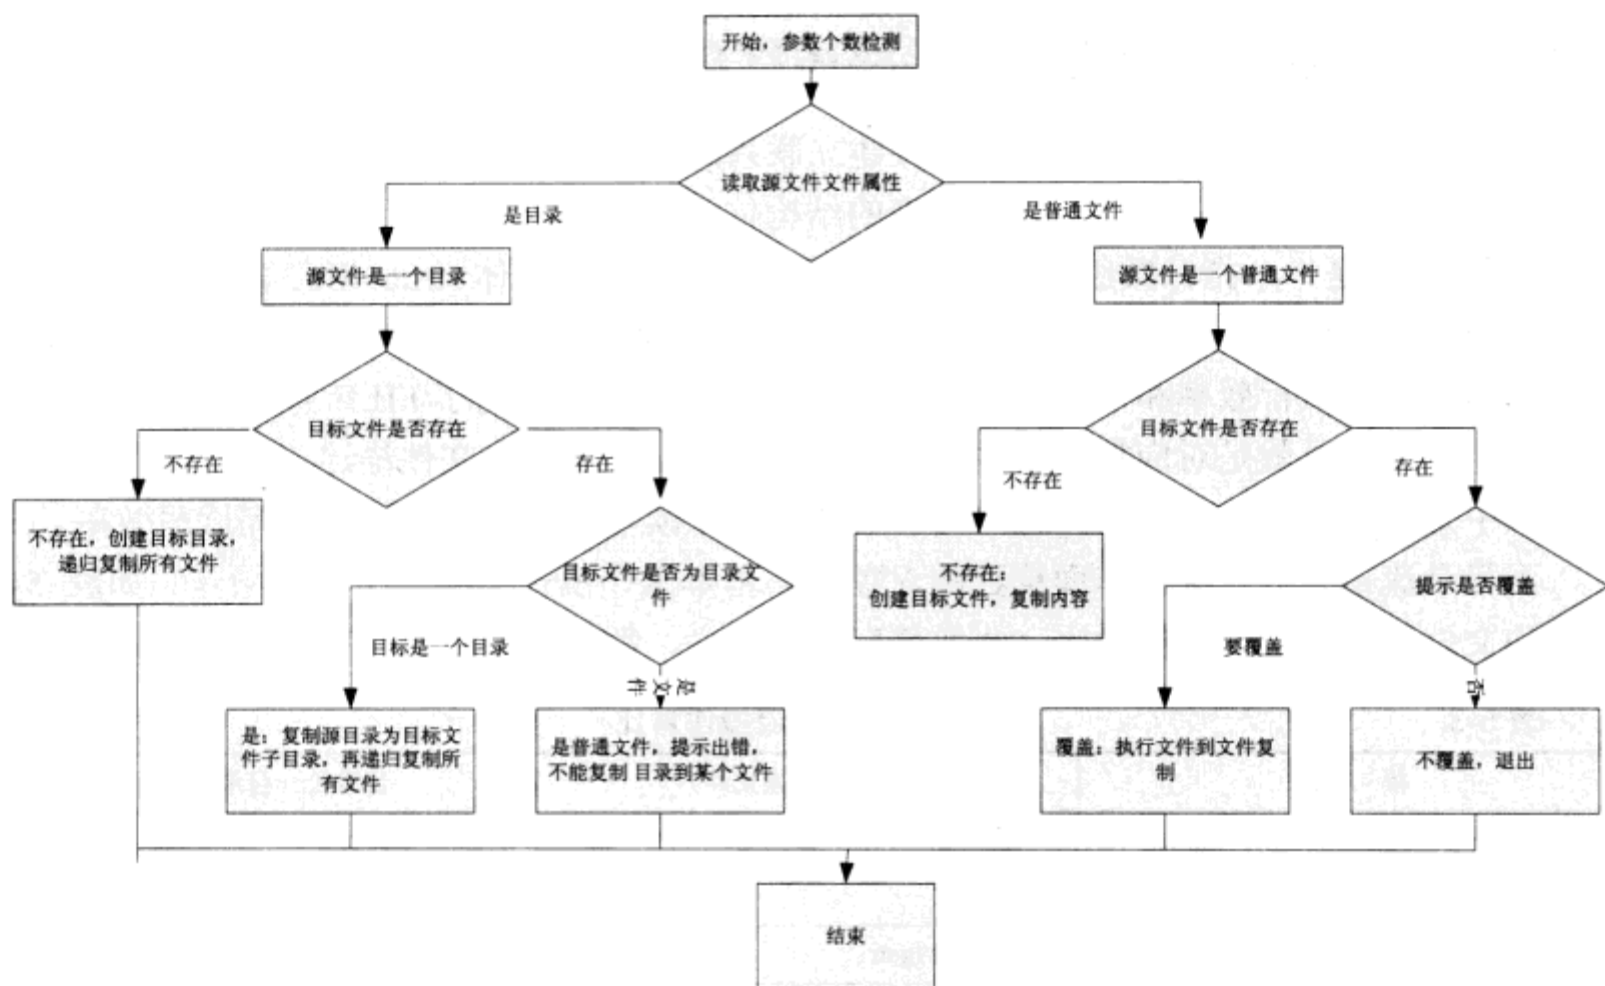 开始，参数个数检测
读取源文件文件属性
是目录
是普通文件
源文件是一个目录
源文件是一个普通文件
目标文件是否存在
目标文件是否存在
不存在
存在
不存在
存在
不存在，创建目标目录，
递归复制所有文件
目标文件是否为目录文
件
不存在：
创建目标文件，复制内容
提示是否覆盖
目标是一个目录
是文件
要覆盖
否
是：复制源目录为目标文
件子目录，再递归复制所
有文件
是普通文件，提示出错，
不能复制 目录到某个文件
覆盖：执行文件到文件复
制
不覆盖，退出
结束